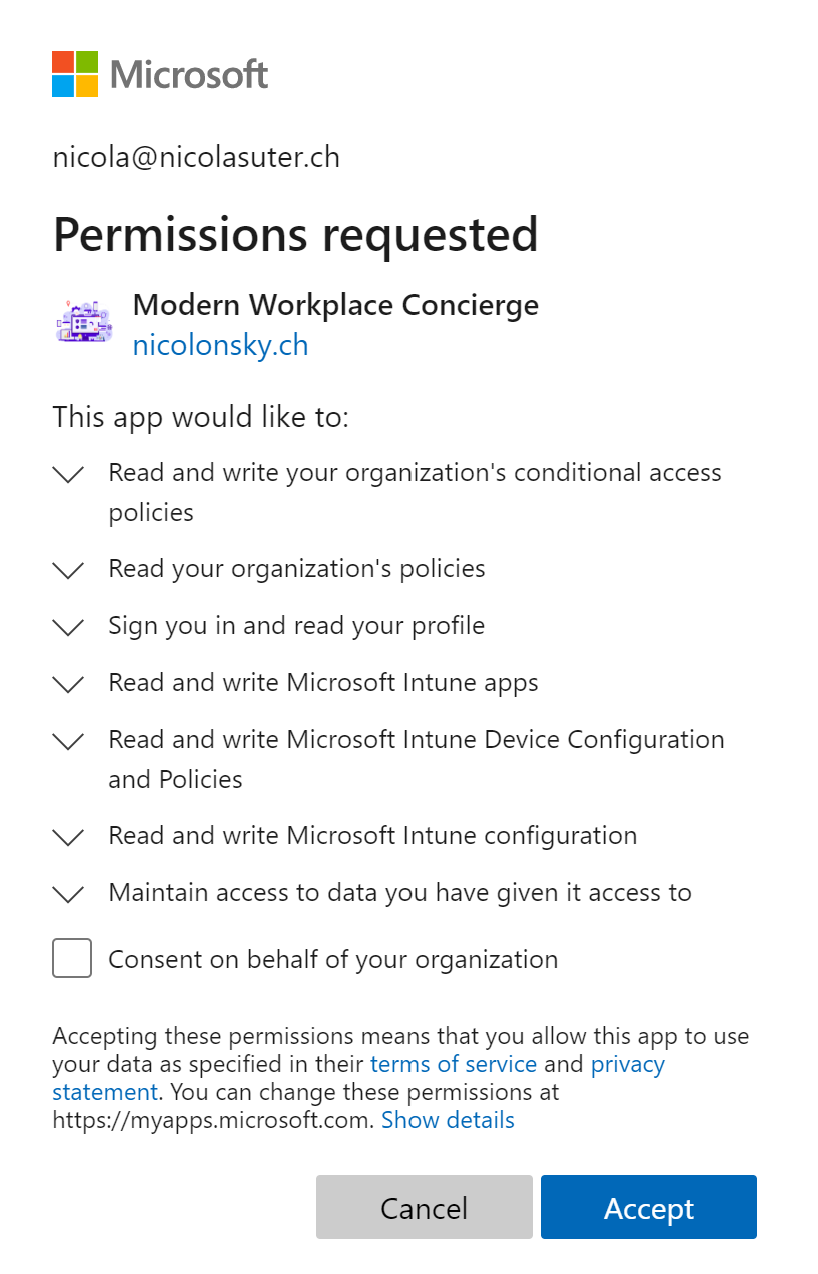 Microsoft
nicola@nicolasuter.ch
Permissions requested
Modern Workplace Concierge
nicolonsky.ch
This app would like to:
Read and write your organization's conditional access
policies
Read your organization's policies
Sign you in and read your profile
Read and write Microsoft Intune apps
Read and write Microsoft Intune Device Configuration
and Policies
Read and write Microsoft Intune configuration
Maintain access to data you have given it access to
Consent on behalf of your organization
Accepting these permissions means that you allow this app to use
your data as specified in their terms of service and privacy
statement. You can change these permissions at
https://myapps.microsoft.com. Show details
Cancel
Accept